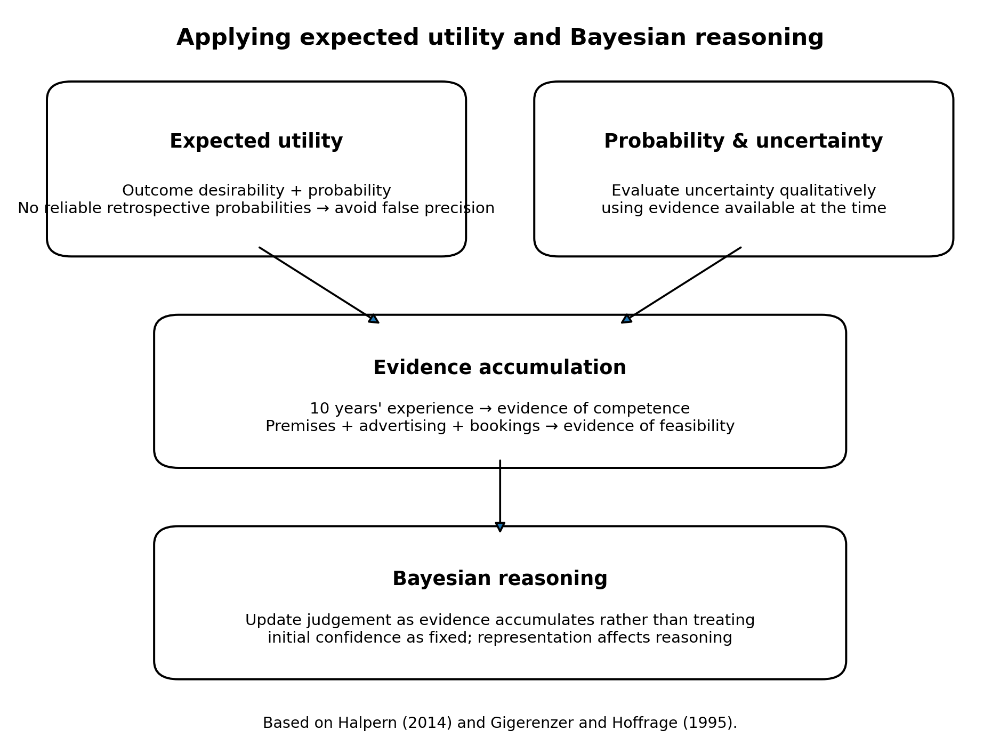 Applying expected utility and Bayesian reasoning
Expected utility
Outcome desirability + probability
No reliable retrospective probabilities → avoid false precision
Probability & uncertainty
Evaluate uncertainty qualitatively
using evidence available at the time
Evidence accumulation
10 years' experience → evidence of competence
Premises + advertising + bookings → evidence of feasibility
Bayesian reasoning
Update judgement as evidence accumulates rather than treating
initial confidence as fixed; representation affects reasoning
Based on Halpern (2014) and Gigerenzer and Hoffrage (1995).